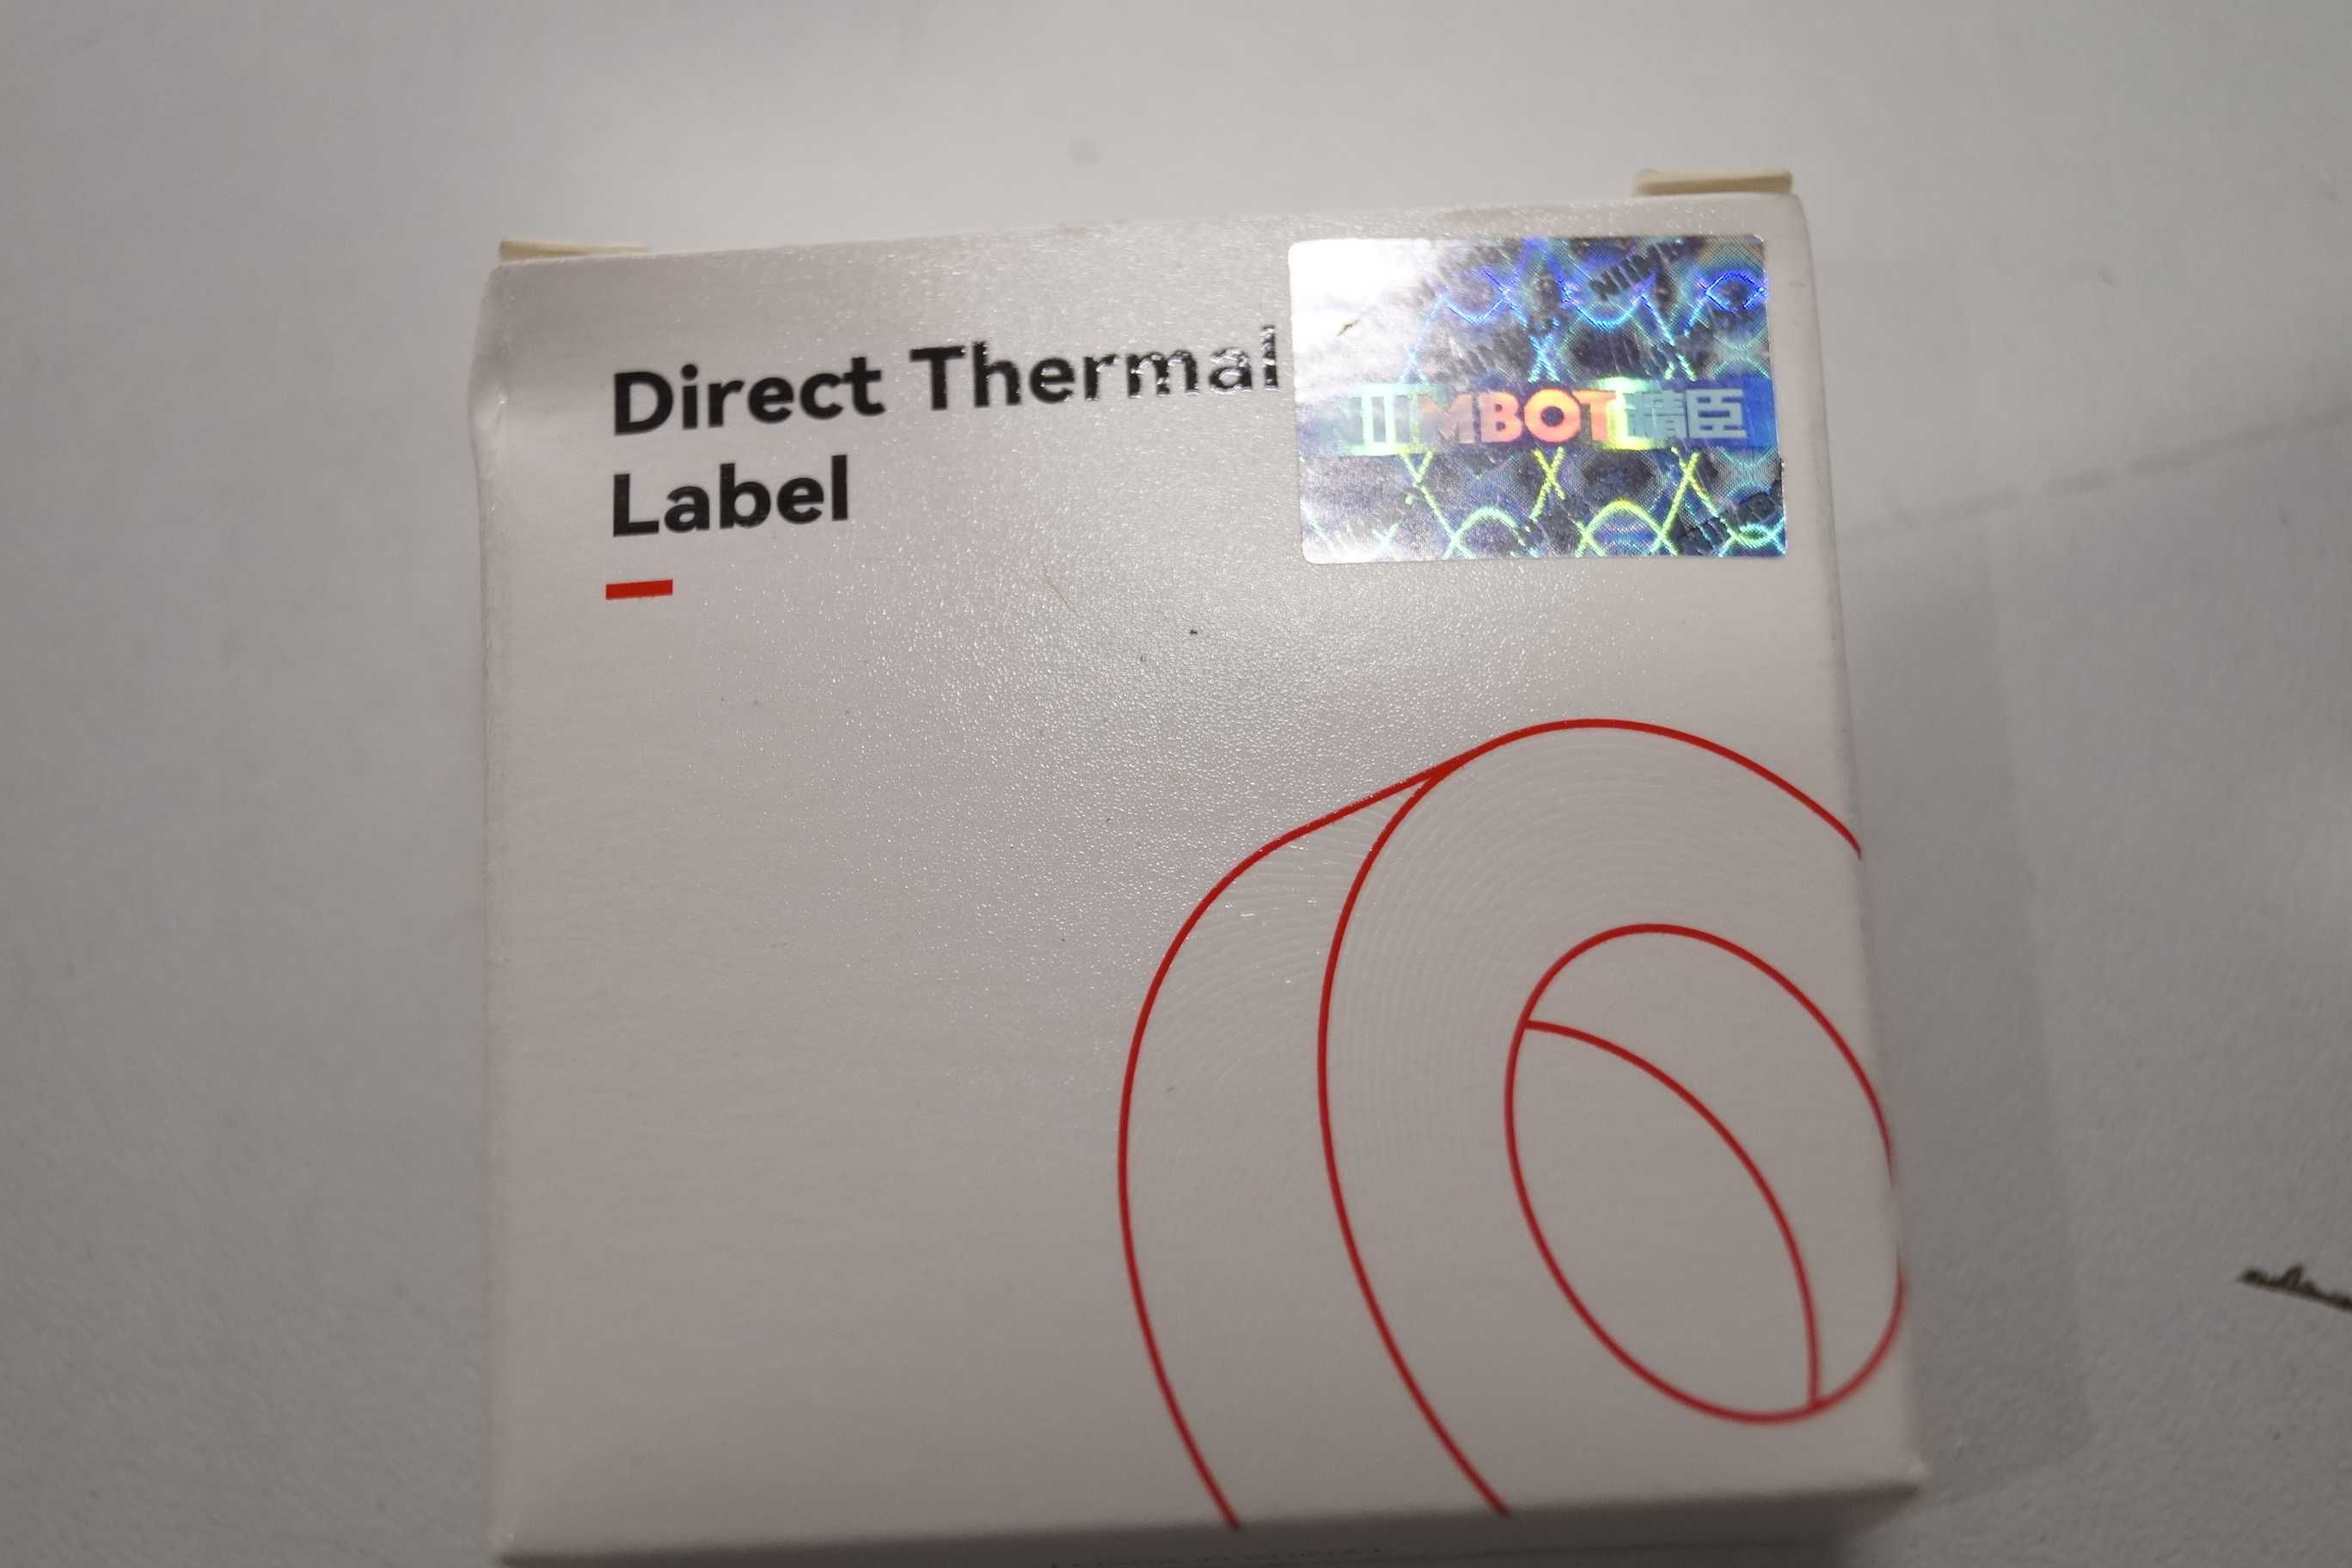 Direct Thermal
Label
NIIMBOT精臣